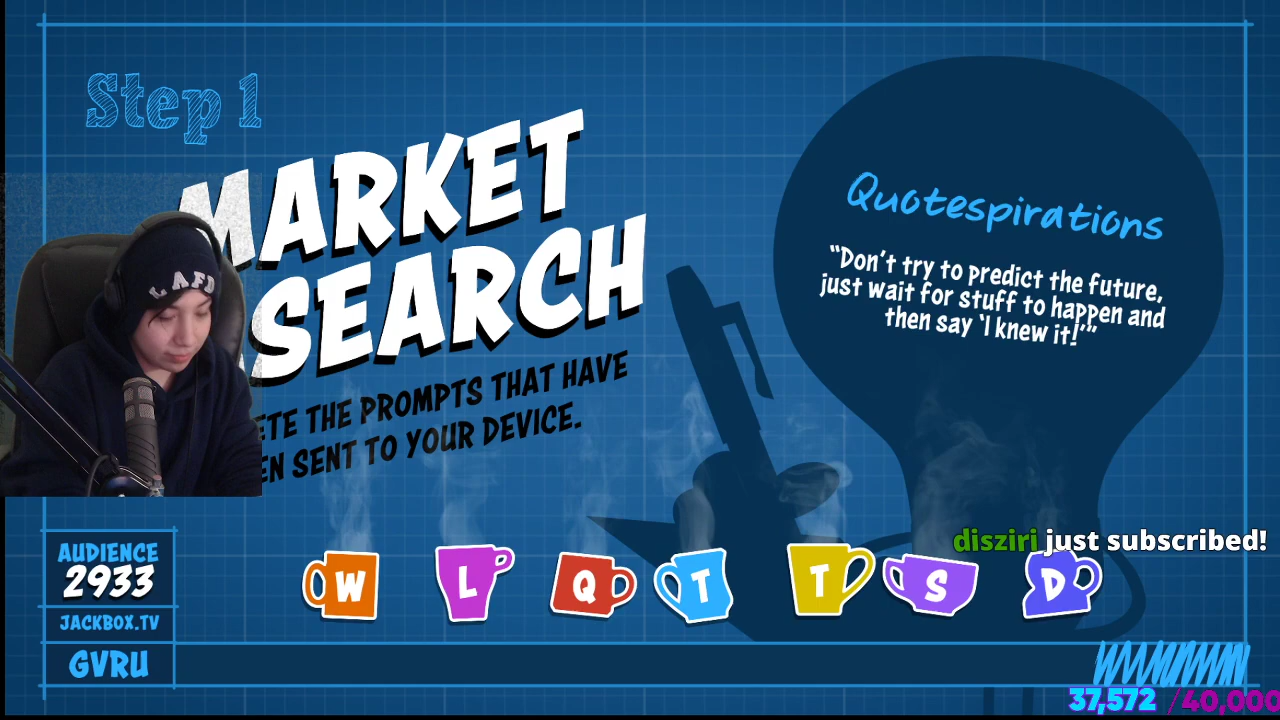 Step 1
MARKET
SEARCH
Quotespirations
“Don't try to predict the future,
just wait for stuff to happen and
then say ‘I knew it!’”
THE PROMPTS THAT HAVE
SENT TO YOUR DEVICE.
LAFD
disziri just subscribed!
AUDIENCE
2933
JACKBOX.TV
GVRU
W L Q T T S D
37,572 /40,000